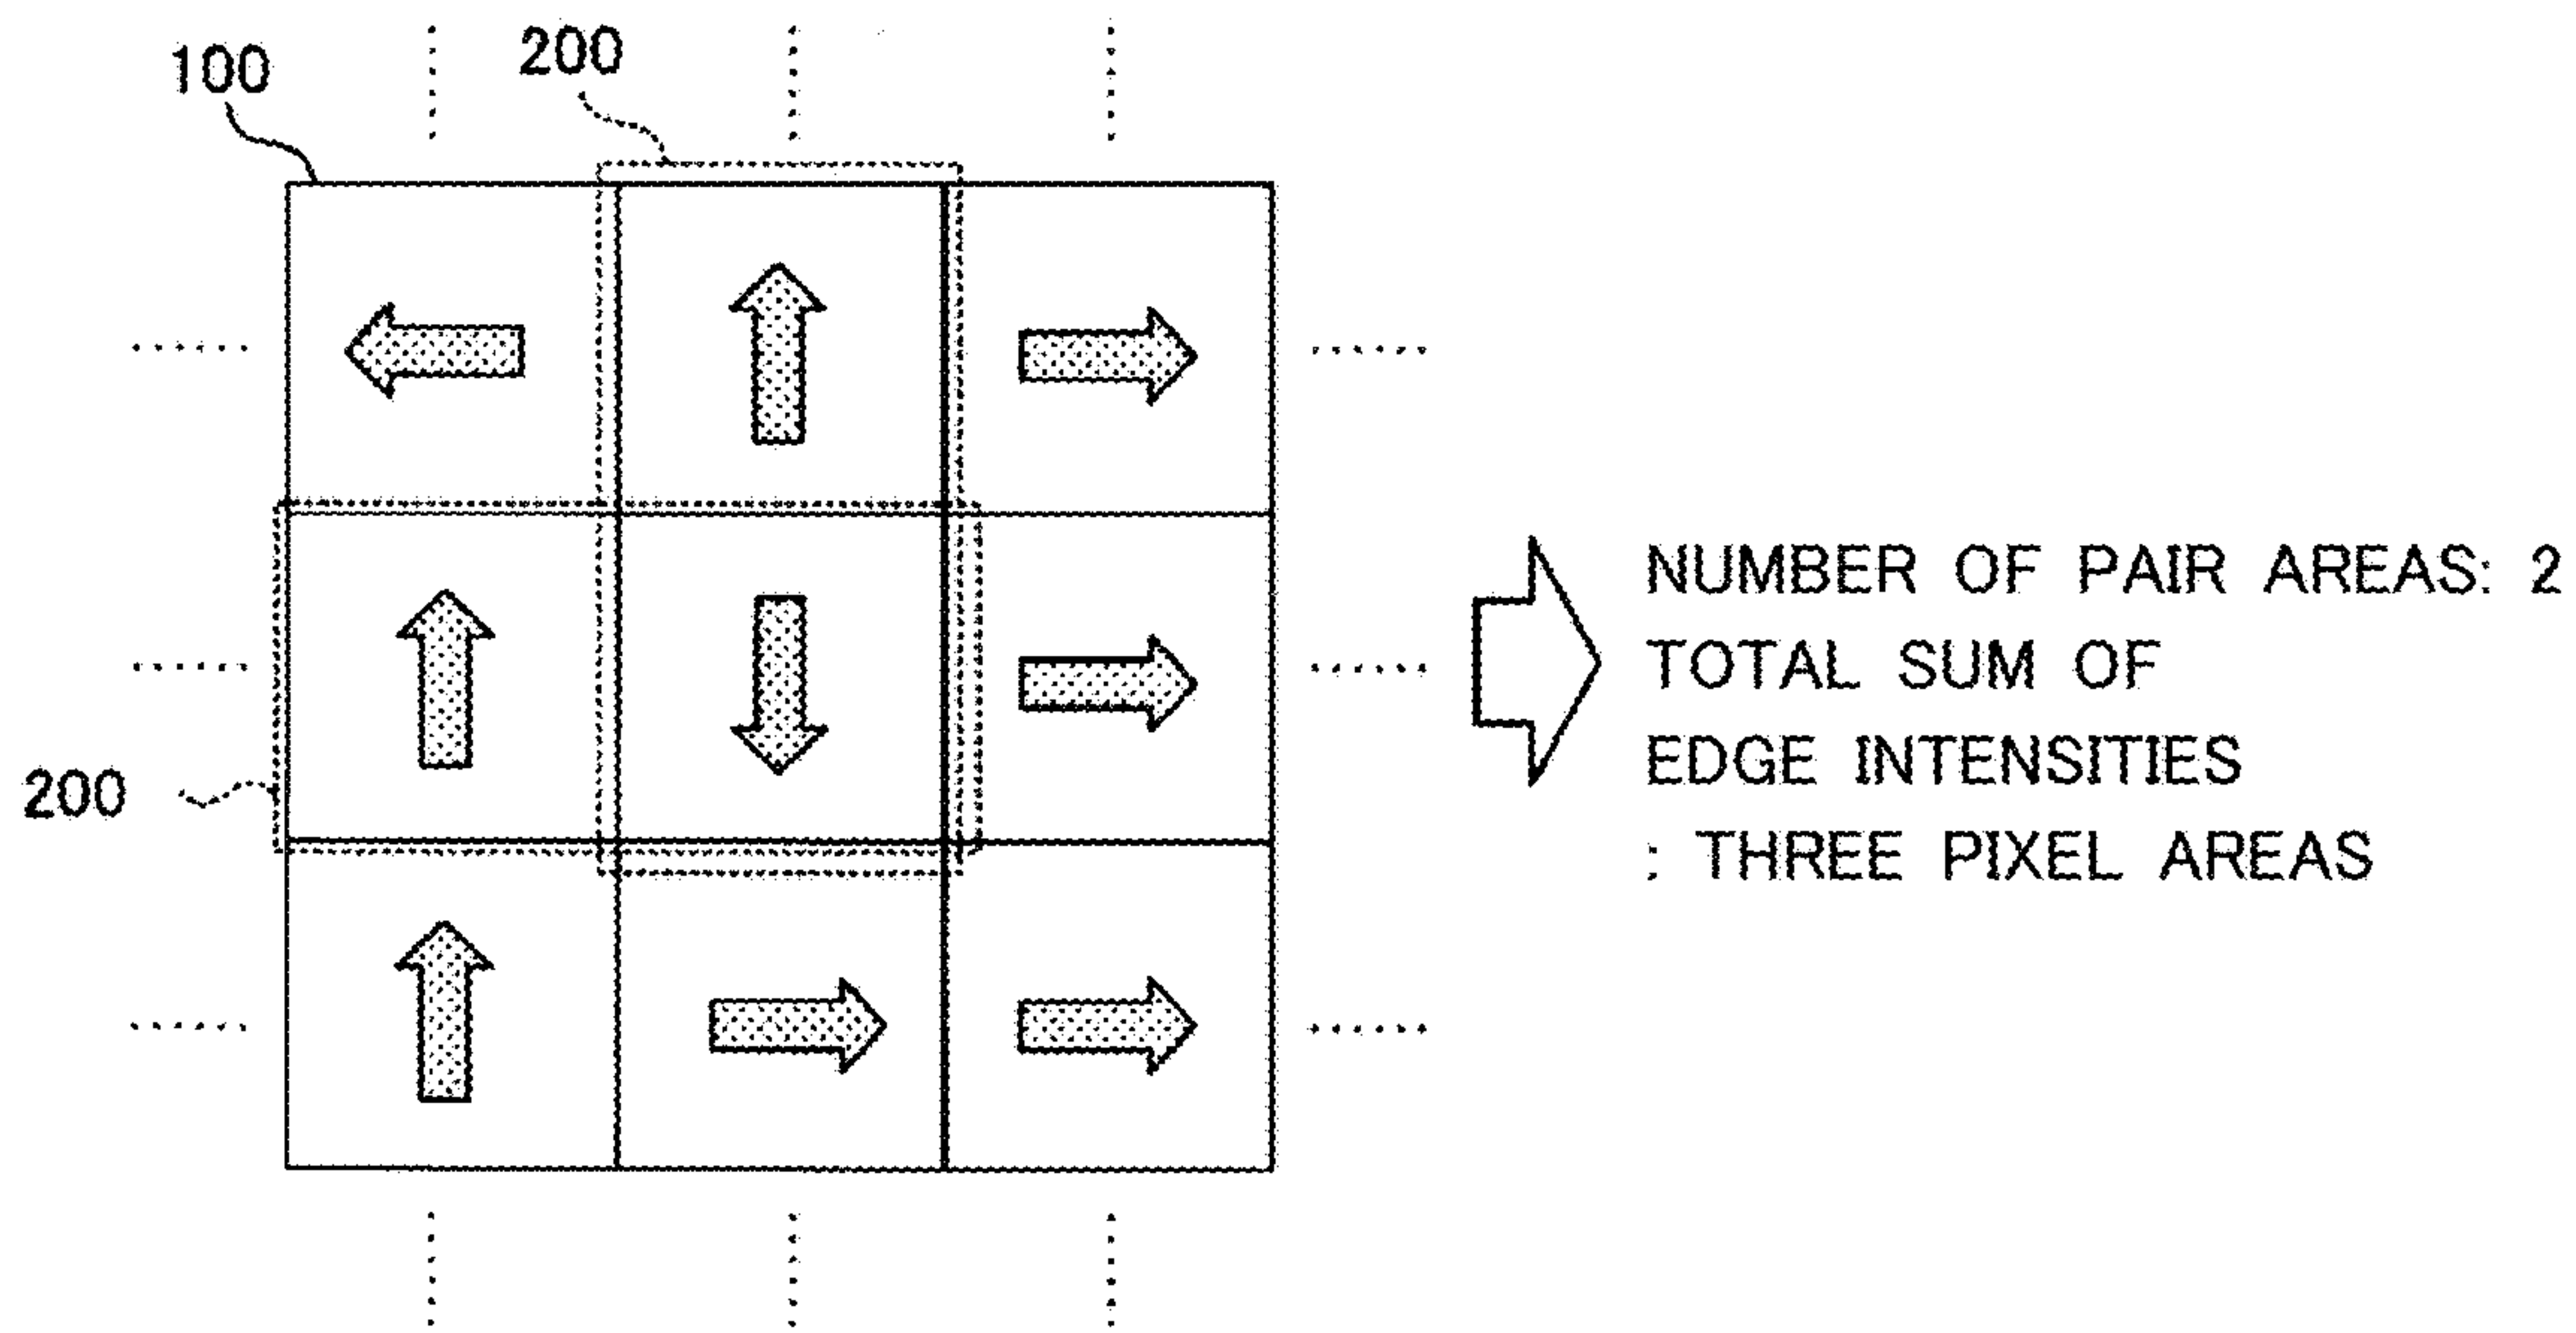 100
200
200
NUMBER OF PAIR AREAS: 2
TOTAL SUM OF
EDGE INTENSITIES
: THREE PIXEL AREAS